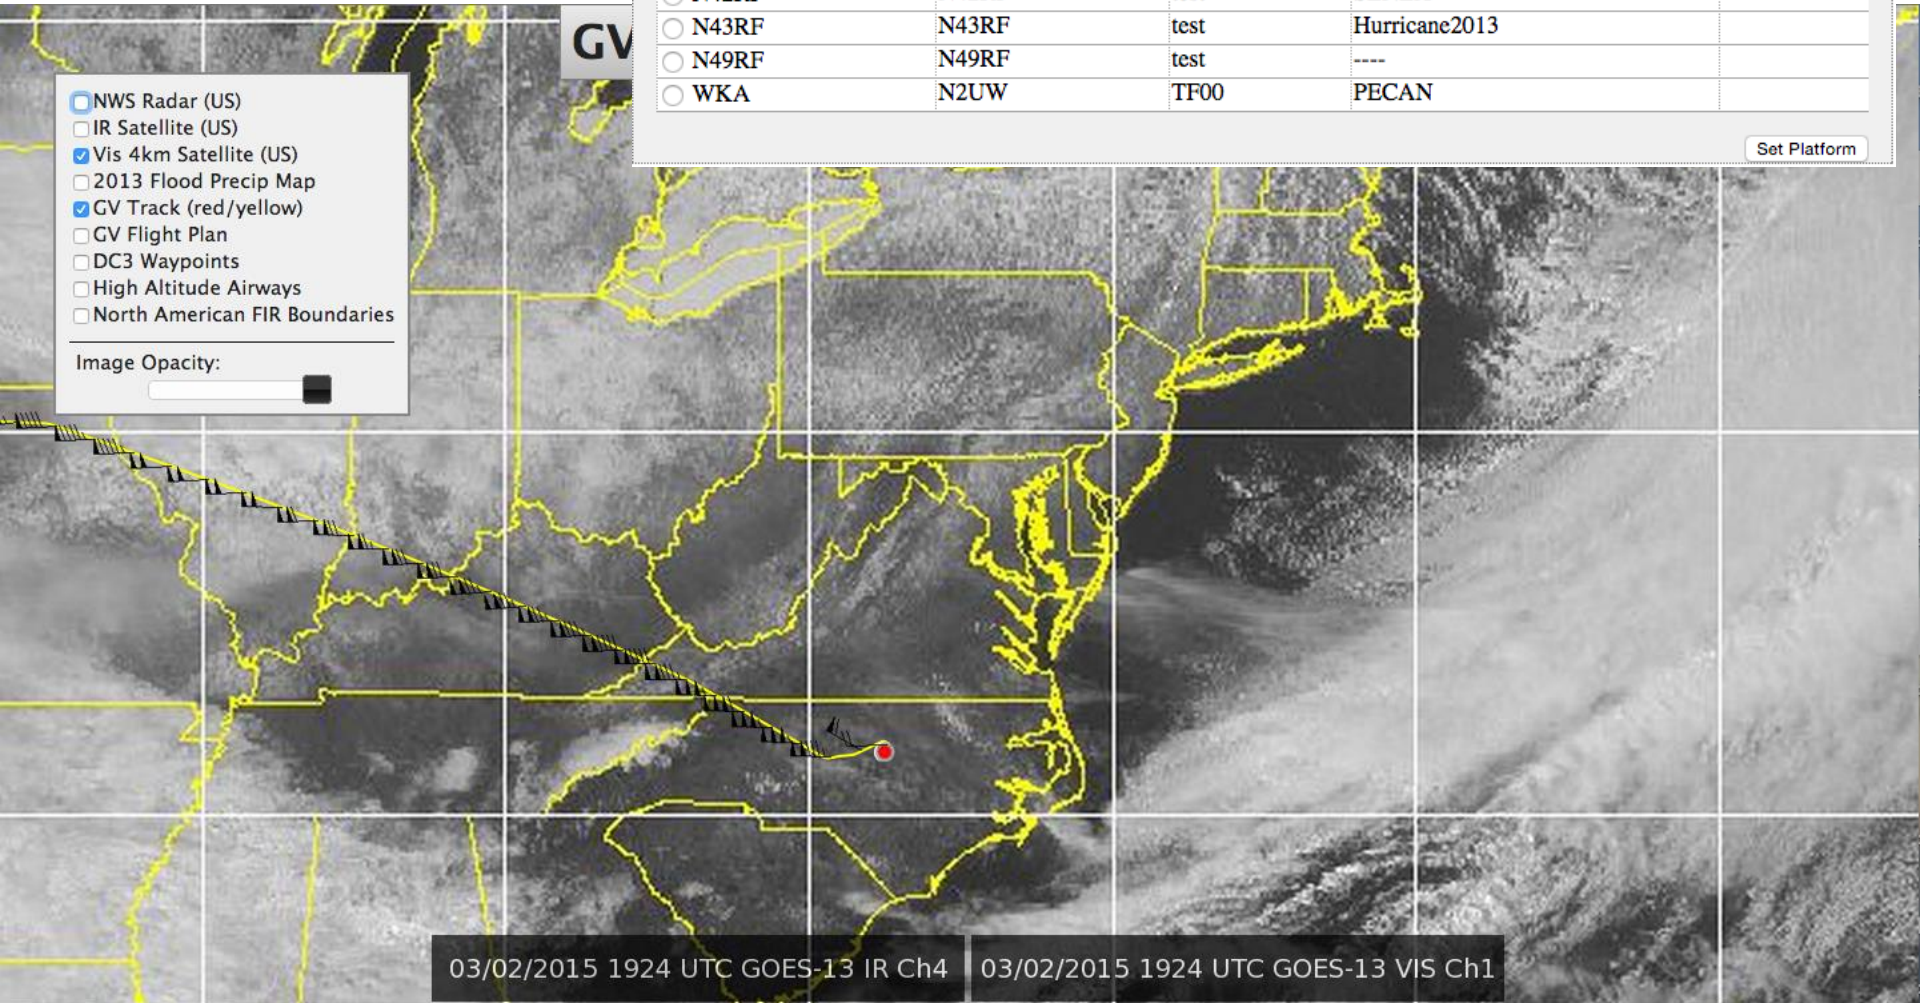 N43RF N43RF test Hurricane2013
GV
N49RF N49RF test ----
WKA N2UW TF00 PECAN
Set Platform
NWS Radar (US)
IR Satellite (US)
Vis 4km Satellite (US)
2013 Flood Precip Map
GV Track (red/yellow)
GV Flight Plan
DC3 Waypoints
High Altitude Airways
North American FIR Boundaries
Image Opacity:
03/02/2015 1924 UTC GOES-13 IR Ch4
03/02/2015 1924 UTC GOES-13 VIS Ch1